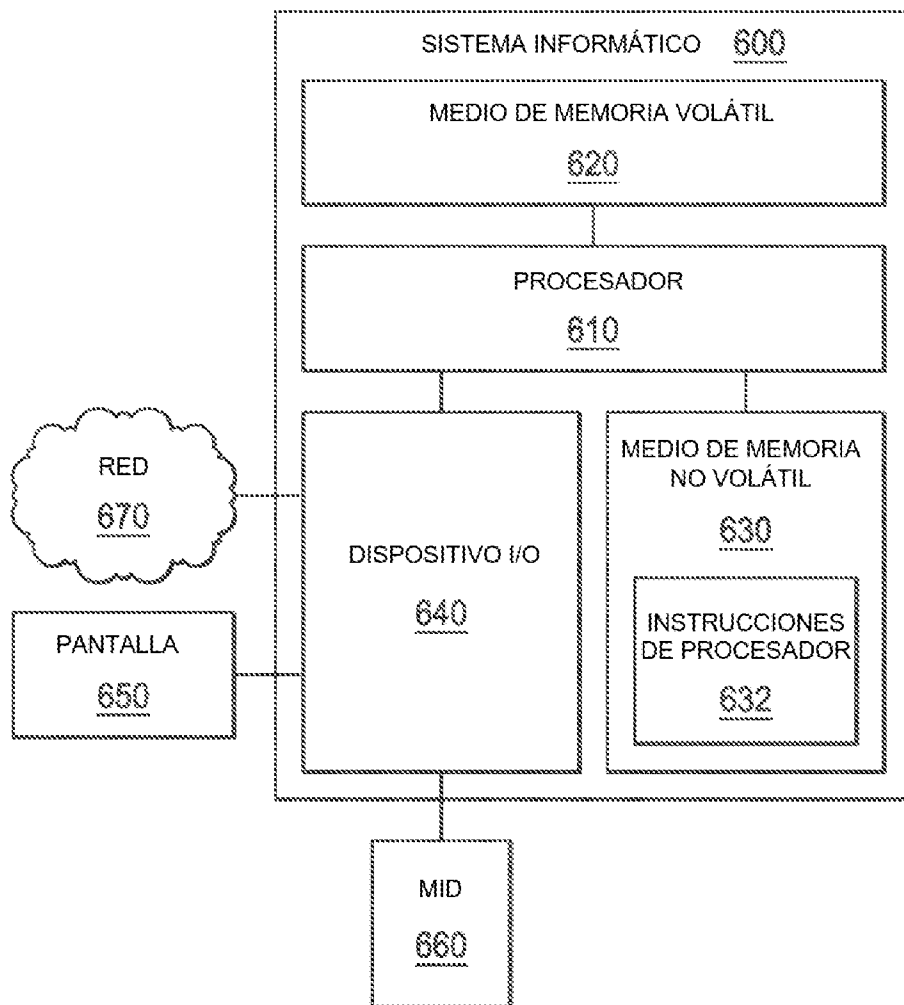 SISTEMA INFORMÁTICO 600
MEDIO DE MEMORIA VOLÁTIL
620
PROCESADOR
610
RED
670
PANTALLA
650
DISPOSITIVO I/O
640
MEDIO DE MEMORIA
NO VOLÁTIL
630
INSTRUCCIONES
DE PROCESADOR
632
MID
660